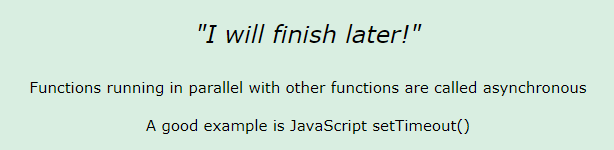 "I will finish later!"
Functions running in parallel with other functions are called asynchronous
A good example is JavaScript setTimeout()